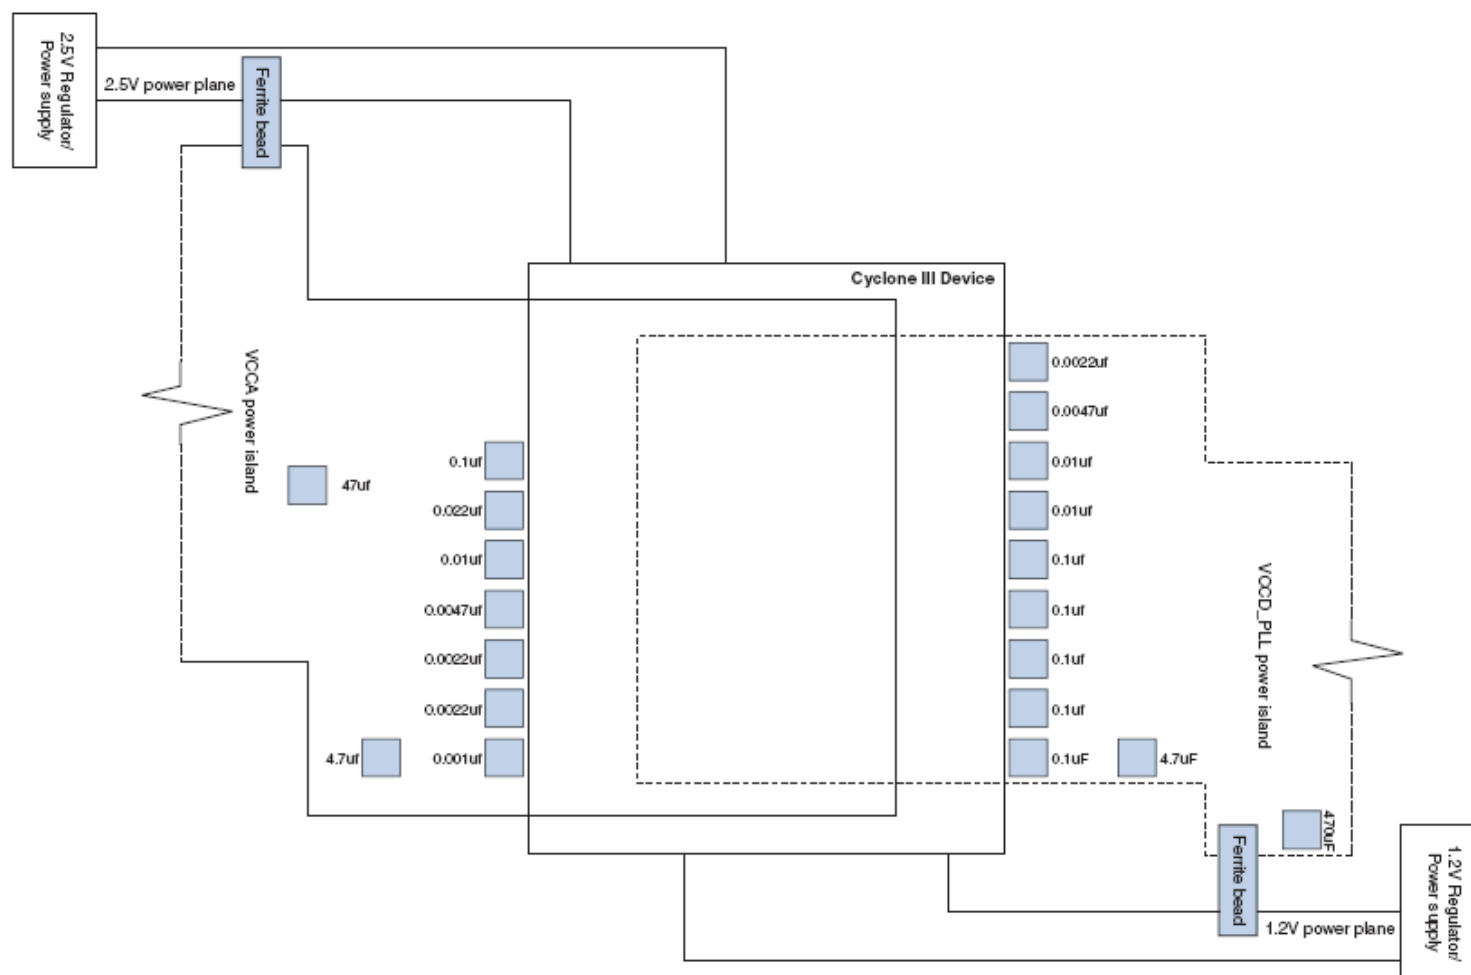 2.5V Regulator/
Power supply
2.5V power plane
Ferrite bead
Cyclone III Device
VCCA power island
47uf
0.1uf
0.022uf
0.01uf
0.0047uf
0.0022uf
0.0022uf
4.7uf
0.001uf
0.0022uf
0.0047uf
0.01uf
0.01uf
0.1uf
0.1uf
0.1uf
0.1uf
0.1uF
4.7uF
VCCD_PLL power island
470uF
Ferrite bead
1.2V power plane
1.2V Regulator/
Power supply